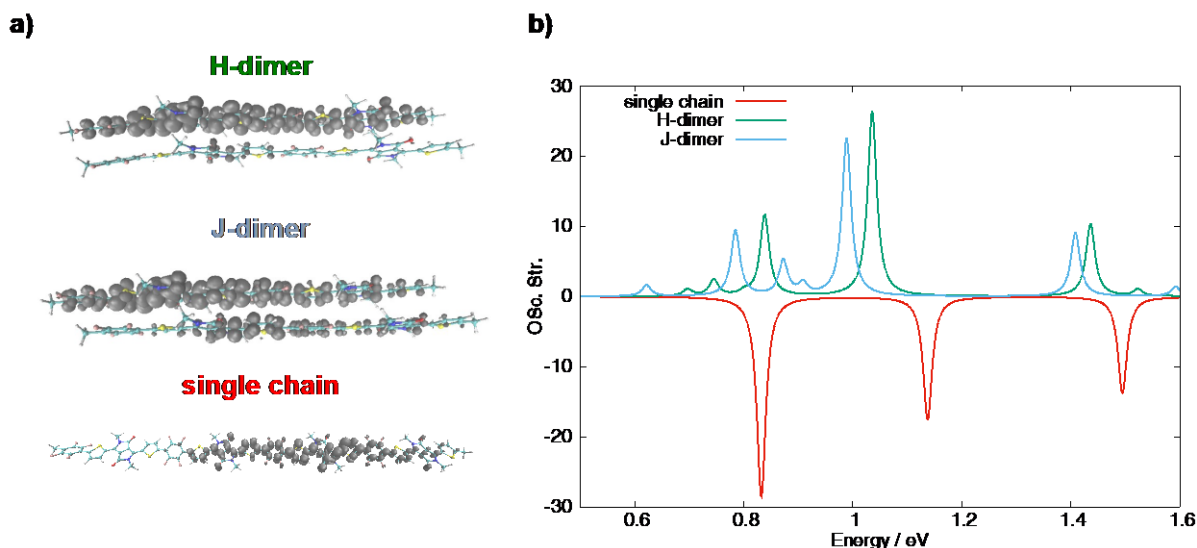 a)
H-dimer
J-dimer
single chain
b)
30
20
10
0
-10
-20
-30
OSc. Str.
single chain
H-dimer
J-dimer
0.6
0.8
1
1.2
1.4
1.6
Energy / eV